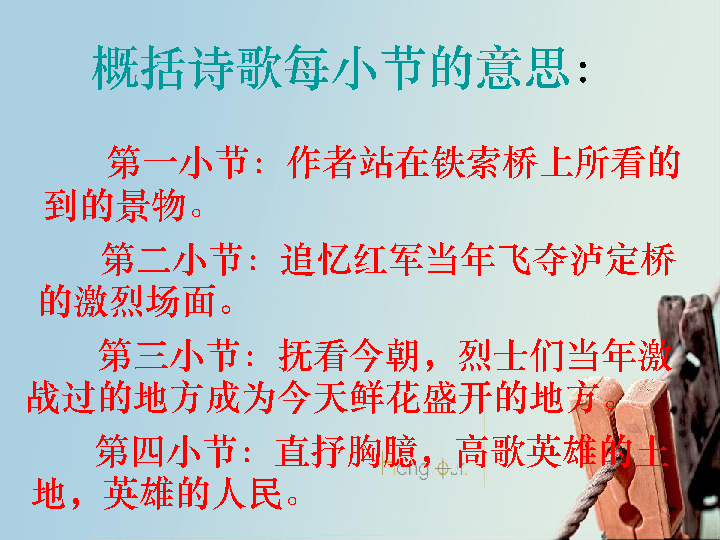 概括诗歌每小节的意思：
第一小节：作者站在铁索桥上所看的
到的景物。
第二小节：追忆红军当年飞夺泸定桥
的激烈场面。
第三小节：抚看今朝，烈士们当年激
战过的地方成为今天鲜花盛开的地方。
第四小节：直抒胸臆，高歌英雄的土
地，英雄的人民。